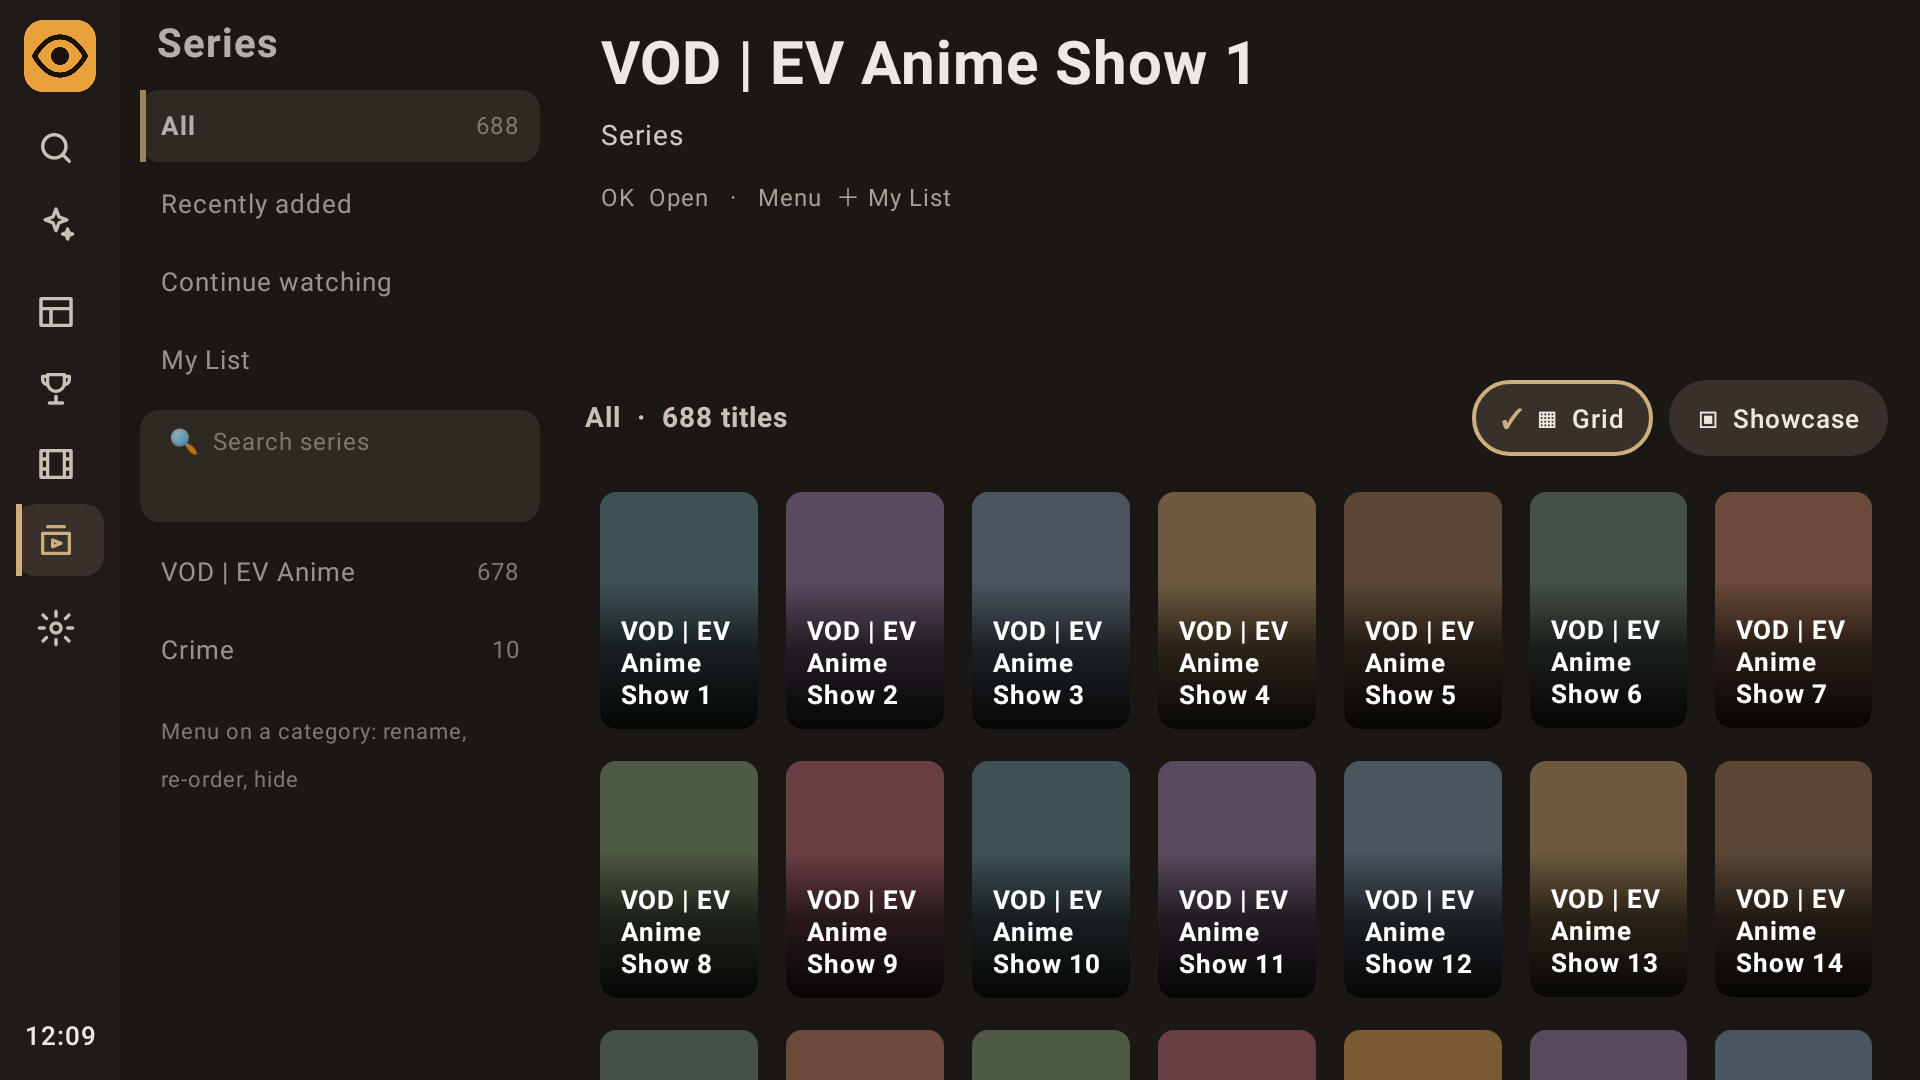 Series
All 688
Recently added
Continue watching
My List
🔍 Search series
VOD | EV Anime 678
Crime 10
Menu on a category: rename,
re-order, hide
12:09
VOD | EV Anime Show 1
Series
OK Open · Menu + My List
All · 688 titles
✓ ▦ Grid
▣ Showcase
VOD | EV
Anime
Show 1
VOD | EV
Anime
Show 2
VOD | EV
Anime
Show 3
VOD | EV
Anime
Show 4
VOD | EV
Anime
Show 5
VOD | EV
Anime
Show 6
VOD | EV
Anime
Show 7
VOD | EV
Anime
Show 8
VOD | EV
Anime
Show 9
VOD | EV
Anime
Show 10
VOD | EV
Anime
Show 11
VOD | EV
Anime
Show 12
VOD | EV
Anime
Show 13
VOD | EV
Anime
Show 14